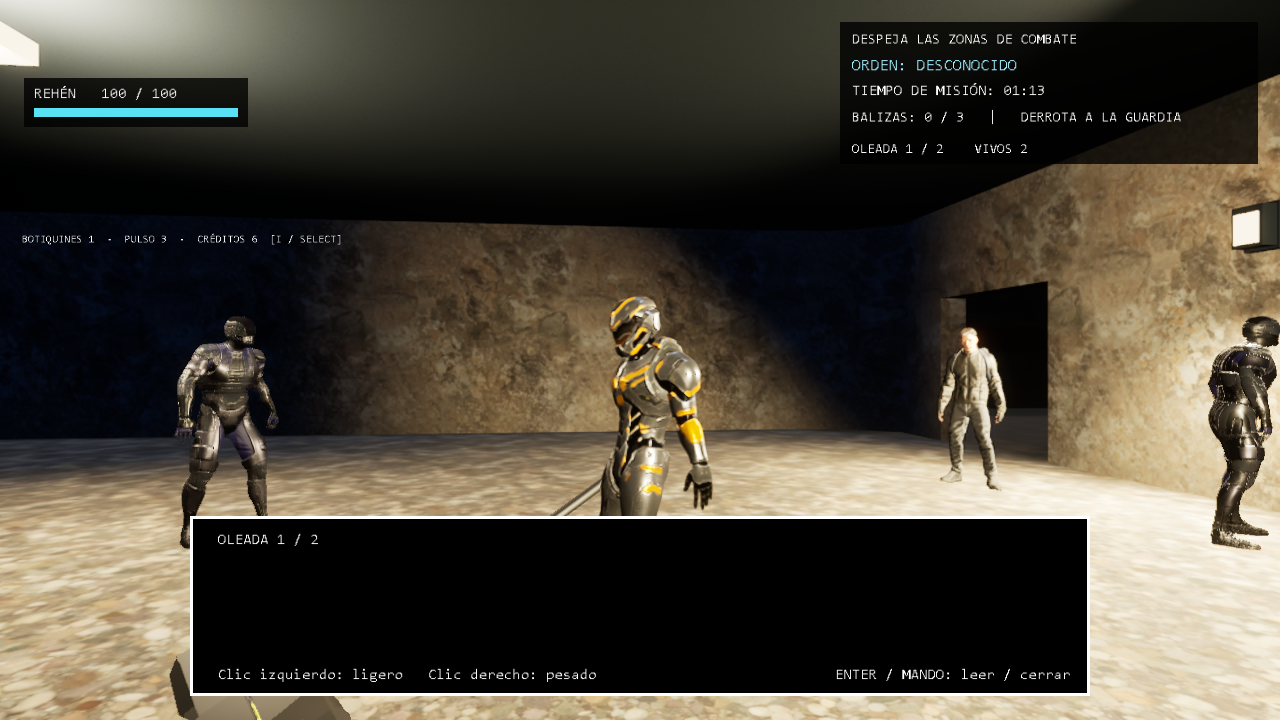 DESPEJA LAS ZONAS DE COMBATE
ORDEN: DESCONOCIDO
REHÉN 100 / 100
TIEMPO DE MISIÓN: 01:13
BALIZAS: 0 / 3 | DERROTA A LA GUARDIA
OLEADA 1 / 2 VIVOS 2
BOTIQUINES 1 · PULSO 3 · CRÉDITOS 6 [I / SELECT]
OLEADA 1 / 2
Clic izquierdo: ligero Clic derecho: pesado ENTER / MANDO: leer / cerrar